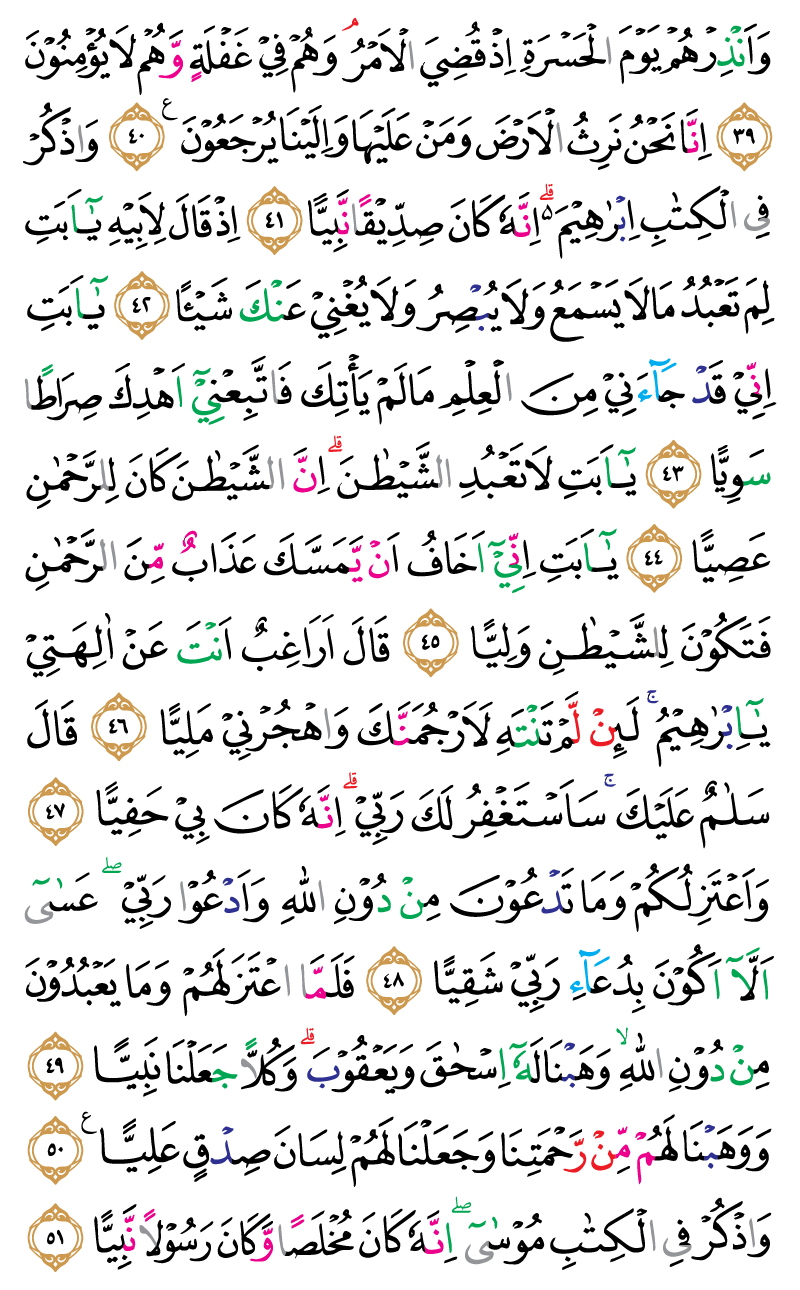 وَاَنْذِرْهُمْ يَوْمَ الْحَسْرَةِ اِذْ قُضِيَ الْاَمْرُۘ وَهُمْ فِيْ غَفْلَةٍ وَّهُمْ لَا يُؤْمِنُوْنَ
٣٩ اِنَّا نَحْنُ نَرِثُ الْاَرْضَ وَمَنْ عَلَيْهَا وَاِلَيْنَا يُرْجَعُوْنَ ࣖ ٤٠ وَاذْكُرْ
فِى الْكِتٰبِ اِبْرٰهِيْمَ ەۗ اِنَّهٗ كَانَ صِدِّيْقًا نَّبِيًّا ٤١ اِذْ قَالَ لِاَبِيْهِ يٰٓاَبَتِ
لِمَ تَعْبُدُ مَا لَا يَسْمَعُ وَلَا يُبْصِرُ وَلَا يُغْنِيْ عَنْكَ شَيْـًٔا ٤٢ يٰٓاَبَتِ
اِنِّيْ قَدْ جَاۤءَنِيْ مِنَ الْعِلْمِ مَا لَمْ يَأْتِكَ فَاتَّبِعْنِيْٓ اَهْدِكَ صِرَاطًا
سَوِيًّا ٤٣ يٰٓاَبَتِ لَا تَعْبُدِ الشَّيْطٰنَۗ اِنَّ الشَّيْطٰنَ كَانَ لِلرَّحْمٰنِ
عَصِيًّا ٤٤ يٰٓاَبَتِ اِنِّيْٓ اَخَافُ اَنْ يَّمَسَّكَ عَذَابٌ مِّنَ الرَّحْمٰنِ
فَتَكُوْنَ لِلشَّيْطٰنِ وَلِيًّا ٤٥ قَالَ اَرَاغِبٌ اَنْتَ عَنْ اٰلِهَتِيْ
يٰٓاِبْرٰهِيْمُۚ لَىِٕنْ لَّمْ تَنْتَهِ لَاَرْجُمَنَّكَ وَاهْجُرْنِيْ مَلِيًّا ٤٦ قَالَ
سَلٰمٌ عَلَيْكَۚ سَاَسْتَغْفِرُ لَكَ رَبِّيْۗ اِنَّهٗ كَانَ بِيْ حَفِيًّا ٤٧
وَاَعْتَزِلُكُمْ وَمَا تَدْعُوْنَ مِنْ دُوْنِ اللّٰهِ وَاَدْعُوْا رَبِّيْۖ عَسٰٓى
اَلَّآ اَكُوْنَ بِدُعَاۤءِ رَبِّيْ شَقِيًّا ٤٨ فَلَمَّا اعْتَزَلَهُمْ وَمَا يَعْبُدُوْنَ
مِنْ دُوْنِ اللّٰهِۙ وَهَبْنَا لَهٗٓ اِسْحٰقَ وَيَعْقُوْبَۗ وَكُلًّا جَعَلْنَا نَبِيًّا ٤٩
وَوَهَبْنَا لَهُمْ مِّنْ رَّحْمَتِنَا وَجَعَلْنَا لَهُمْ لِسَانَ صِدْقٍ عَلِيًّا ࣖ ٥٠
وَاذْكُرْ فِى الْكِتٰبِ مُوْسٰىٓۖ اِنَّهٗ كَانَ مُخْلَصًا وَّكَانَ رَسُوْلًا نَّبِيًّا ٥١